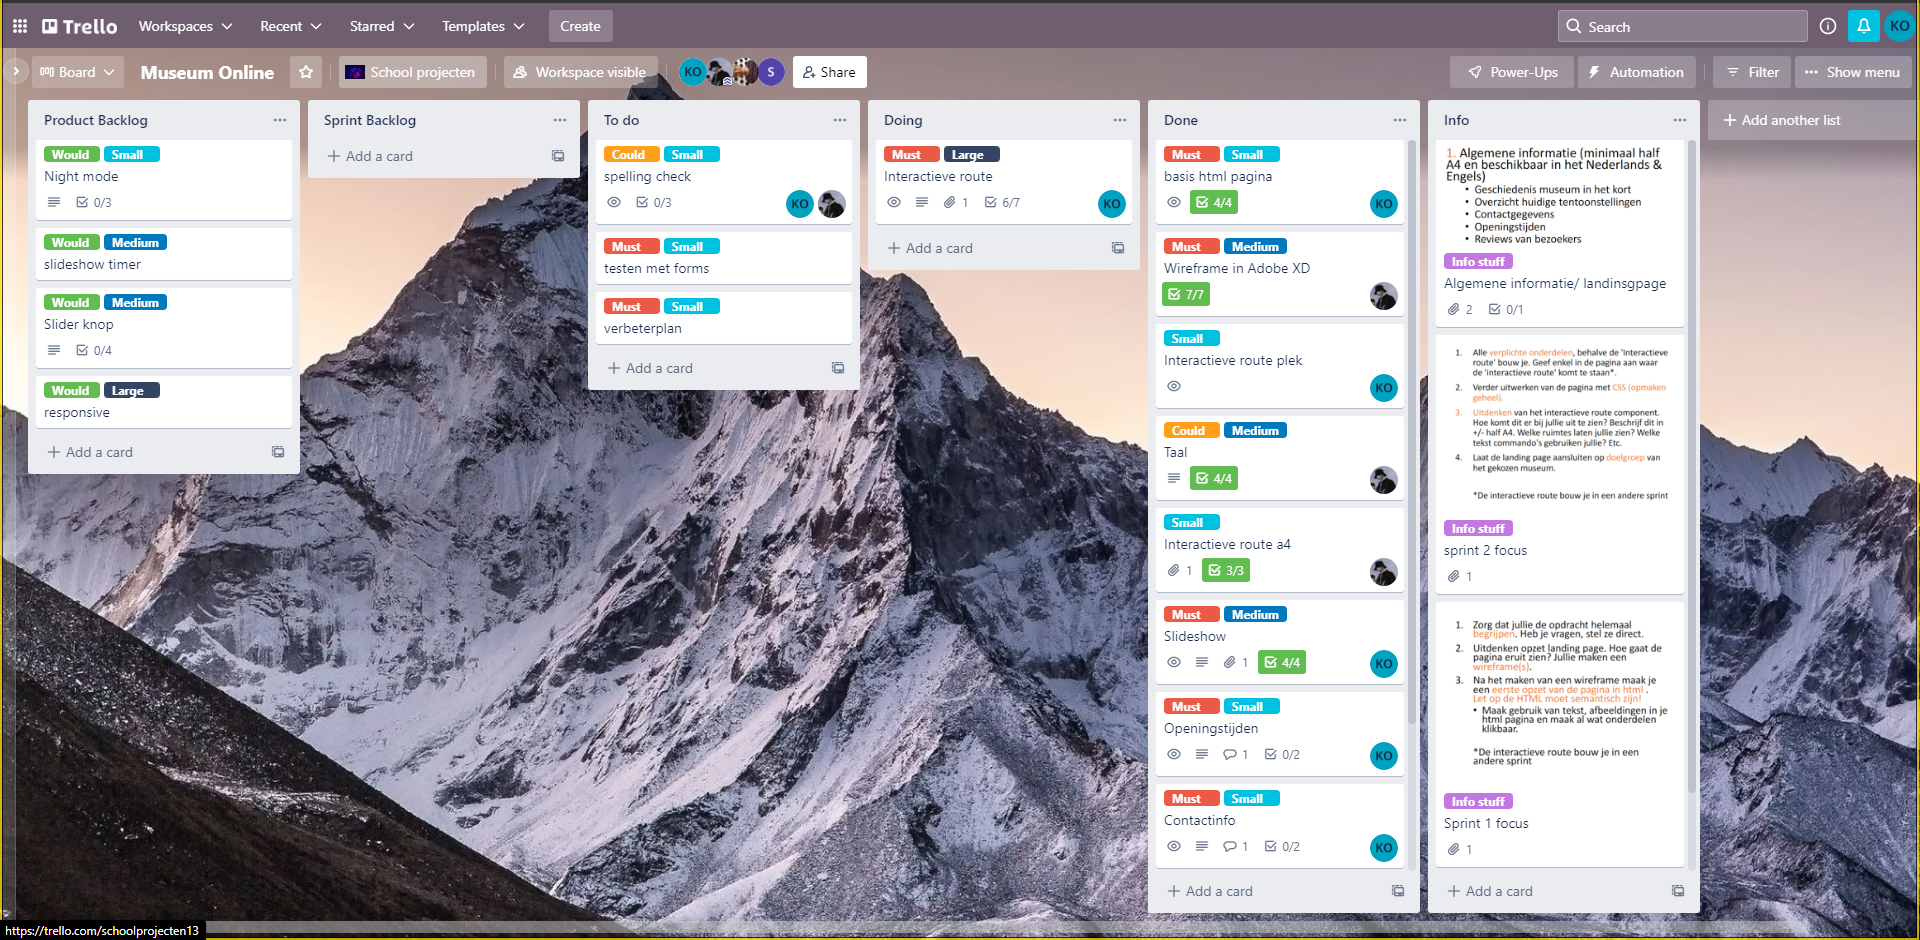 Trello
Workspaces
Recent
Starred
Templates
Create
Search
KO
Board
Museum Online
School projecten
Workspace visible
KO
S
Share
Power-Ups
Automation
Filter
Show menu
Product Backlog
Would Small
Night mode
0/3
Would Medium
slideshow timer
Would Medium
Slider knop
0/4
Would Large
responsive
Add a card
Sprint Backlog
Add a card
To do
Could Small
spelling check
0/3
KO
Must Small
testen met forms
Must Small
verbeterplan
Add a card
Doing
Must Large
Interactieve route
1 6/7
KO
Add a card
Done
Must Small
basis html pagina
4/4
KO
Must Medium
Wireframe in Adobe XD
7/7
Small
Interactieve route plek
KO
Could Medium
Taal
4/4
Small
Interactieve route a4
1 3/3
Must Medium
Slideshow
1 4/4
KO
Must Small
Openingstijden
1 0/2
KO
Must Small
Contactinfo
1 0/2
KO
Add a card
Info
1. Algemene informatie (minimaal half
A4 en beschikbaar in het Nederlands &
Engels)
• Geschiedenis museum in het kort
• Overzicht huidige tentoonstellingen
• Contactgegevens
• Openingstijden
• Reviews van bezoekers
Info stuff
Algemene informatie/ landinsgpage
2 0/1
1. Alle verplichte onderdelen, behalve de 'Interactieve
route' bouw je. Geef enkel in de pagina aan waar
de 'interactieve route' komt te staan*.
2. Verder uitwerken van de pagina met CSS (opmaken
geheel).
3. Uitdenken van het interactieve route component.
Hoe komt dit er bij jullie uit te zien? Beschrijf dit in
+/- half A4. Welke ruimtes laten jullie zien? Welke
tekst commando's gebruiken jullie? Etc.
4. Laat de landing page aansluiten op doelgroep van
het gekozen museum.
*De interactieve route bouw je in een andere sprint
Info stuff
sprint 2 focus
1
1. Zorg dat jullie de opdracht helemaal
begrijpen. Heb je vragen, stel ze direct.
2. Uitdenken opzet landing page. Hoe gaat de
pagina eruit zien? Jullie maken een
wireframe(s).
3. Na het maken van een wireframe maak je
een eerste opzet van de pagina in html .
Let op de HTML moet semantisch zijn!
• Maak gebruik van tekst, afbeeldingen in je
html pagina en maak al wat onderdelen
klikbaar.
*De interactieve route bouw je in een
andere sprint
Info stuff
Sprint 1 focus
1
Add a card
Add another list
https://trello.com/schoolprojecten13